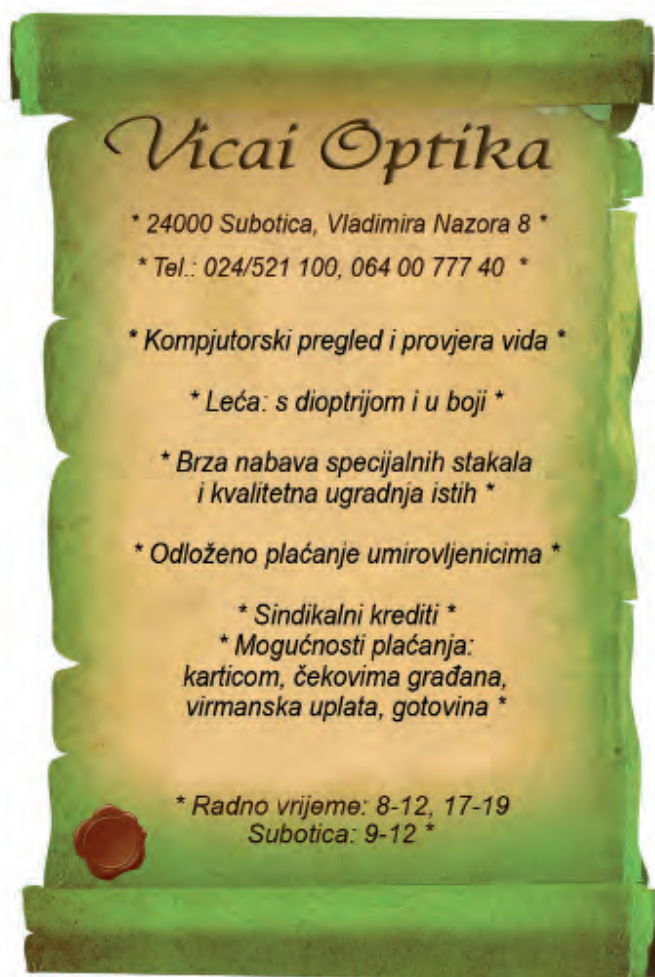 Vicai Optika
* 24000 Subotica, Vladimira Nazora 8 *
* Tel.: 024/521 100, 064 00 777 40 *
* Kompjutorski pregled i provjera vida *
* Leća: s dioptrijom i u boji *
* Brza nabava specijalnih stakala
i kvalitetna ugradnja istih *
* Odloženo plaćanje umirovljenicima *
* Sindikalni krediti *
* Mogućnosti plaćanja:
karticom, čekovima građana,
virmanska uplata, gotovina *
* Radno vrijeme: 8-12, 17-19
Subotica: 9-12 *